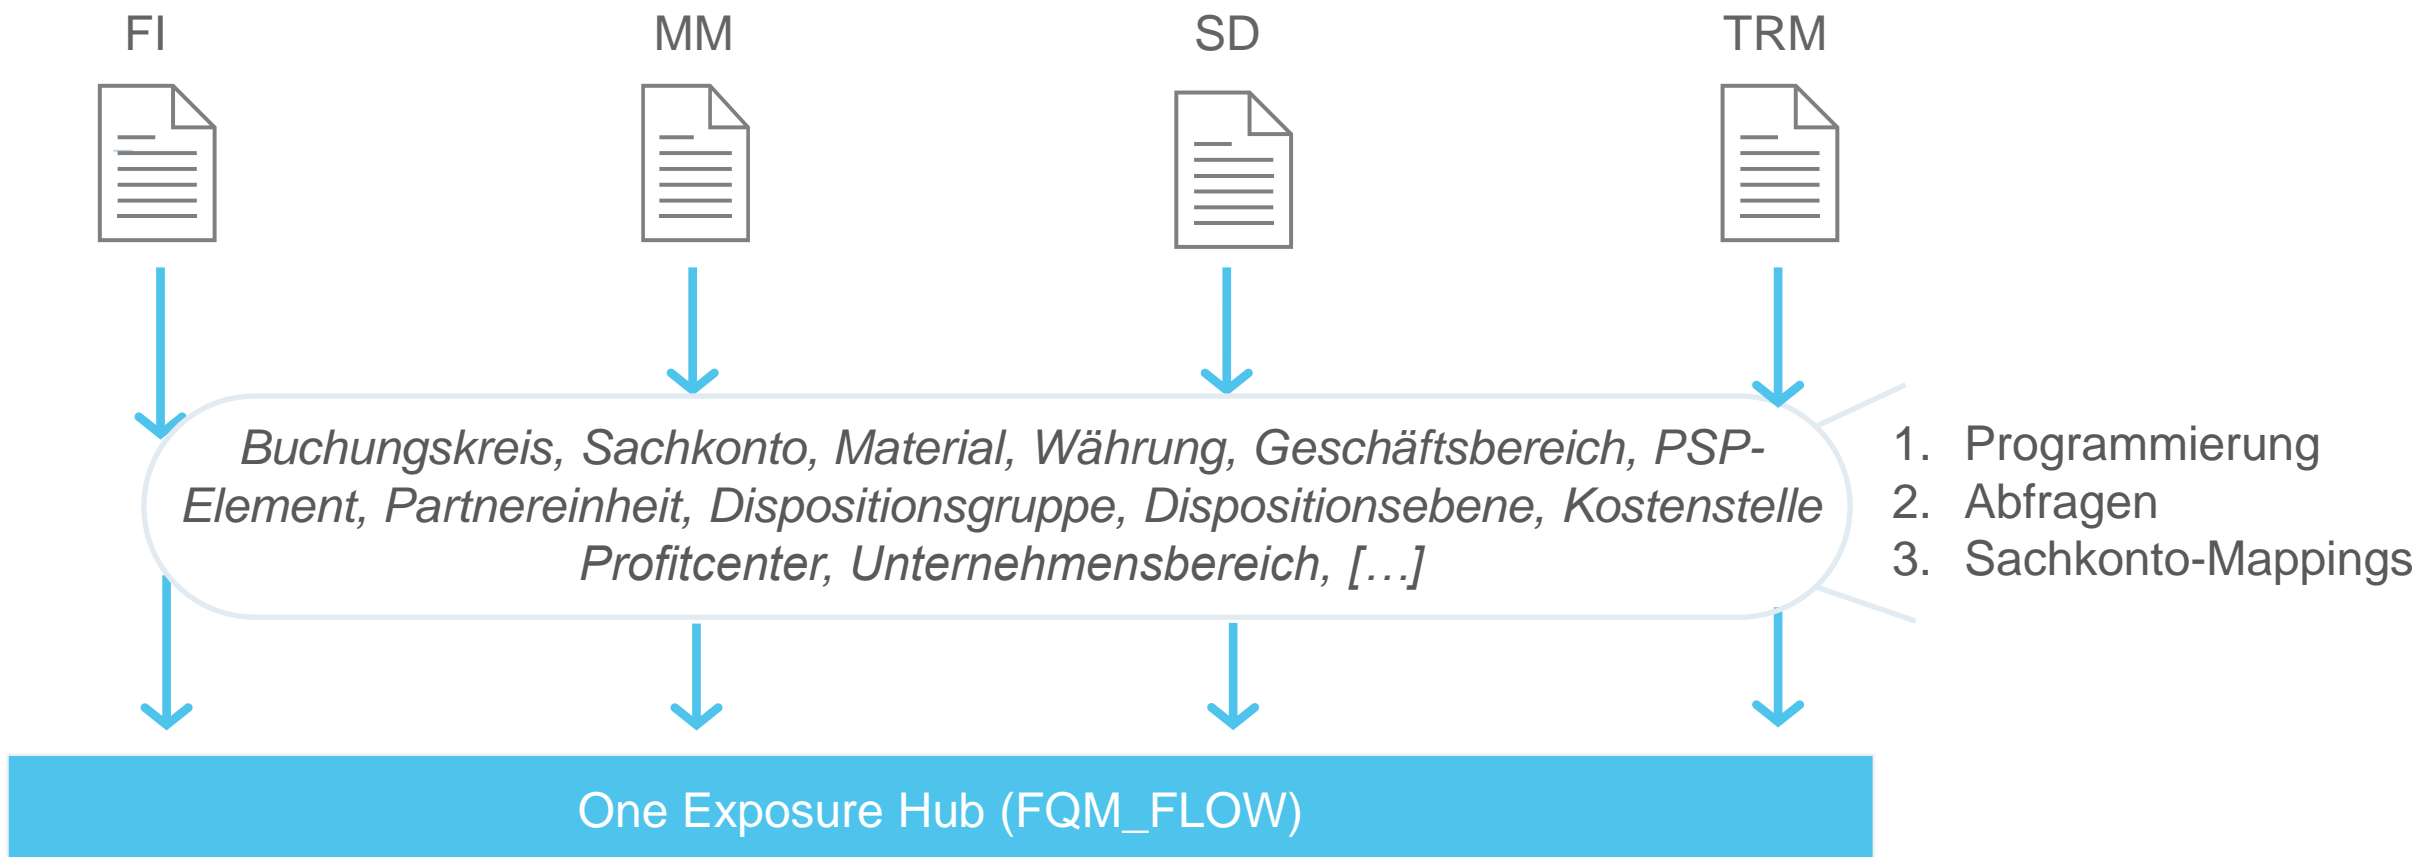 FI
MM
SD
TRM
Buchungskreis, Sachkonto, Material, Währung, Geschäftsbereich, PSP-
Element, Partnereinheit, Dispositionsgruppe, Dispositionsebene, Kostenstelle
Profitcenter, Unternehmensbereich, […]
1. Programmierung
2. Abfragen
3. Sachkonto-Mappings
One Exposure Hub (FQM_FLOW)